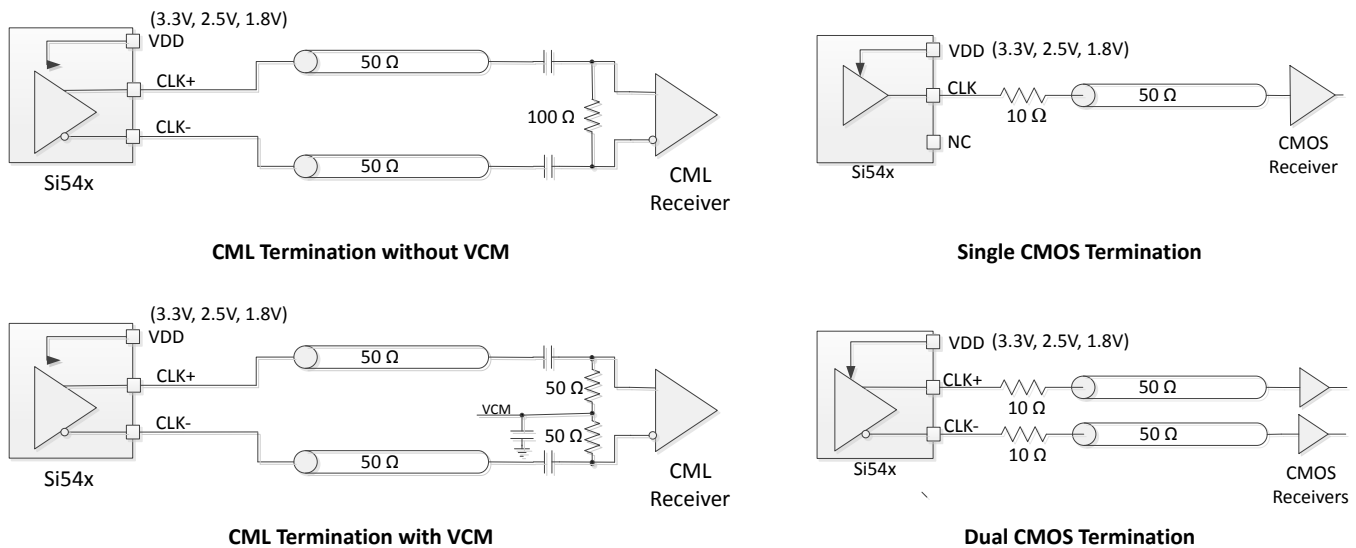 (3.3V, 2.5V, 1.8V)
VDD
CLK+
CLK-
50 Ω
50 Ω
100 Ω
Si54x
CML
Receiver
CML Termination without VCM
VDD (3.3V, 2.5V, 1.8V)
CLK
NC
10 Ω
50 Ω
Si54x
CMOS
Receiver
Single CMOS Termination
(3.3V, 2.5V, 1.8V)
VDD
CLK+
CLK-
50 Ω
50 Ω
50 Ω
VCM
50 Ω
Si54x
CML
Receiver
CML Termination with VCM
VDD (3.3V, 2.5V, 1.8V)
CLK+
CLK-
10 Ω
10 Ω
50 Ω
50 Ω
Si54x
CMOS
Receivers
Dual CMOS Termination